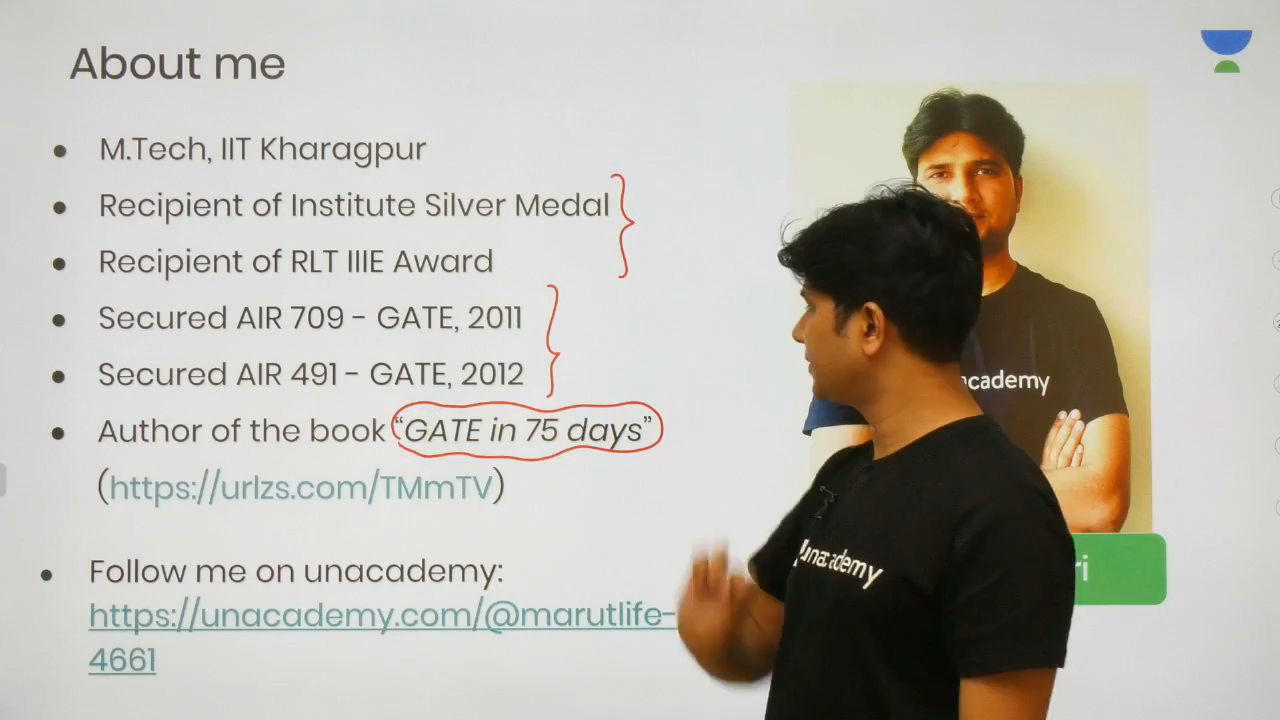 About me
• M.Tech, IIT Kharagpur
• Recipient of Institute Silver Medal
• Recipient of RLT IIIE Award
• Secured AIR 709 - GATE, 2011
• Secured AIR 491 - GATE, 2012
• Author of the book “GATE in 75 days”
(https://urlzs.com/TMmTV)
• Follow me on unacademy:
https://unacademy.com/@marutlife-
4661
unacademy